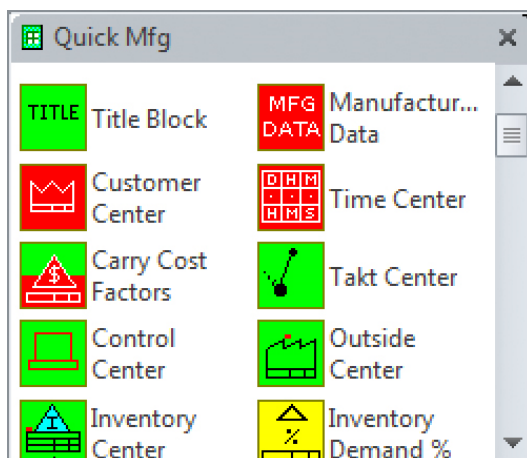 Quick Mfg
TITLE
Title Block
MFG
DATA
Manufactur...
Data
Customer
Center
D H M
H M S
Time Center
$
Carry Cost
Factors
Takt Center
Control
Center
Outside
Center
I
Inventory
Center
%
Inventory
Demand %